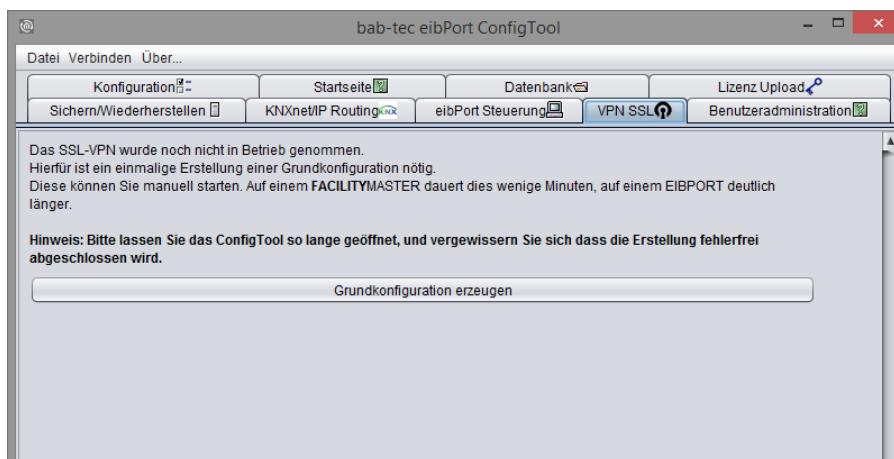 bab-tec eibPort ConfigTool
Datei Verbinden Über...
Konfiguration Startseite Datenbank Lizenz Upload
Sichern/Wiederherstellen KNXnet/IP Routing KNX eibPort Steuerung VPN SSL Benutzeradministration
Das SSL-VPN wurde noch nicht in Betrieb genommen.
Hierfür ist ein einmalige Erstellung einer Grundkonfiguration nötig.
Diese können Sie manuell starten. Auf einem FACILITYMASTER dauert dies wenige Minuten, auf einem EIBPORT deutlich
länger.
Hinweis: Bitte lassen Sie das ConfigTool so lange geöffnet, und vergewissern Sie sich dass die Erstellung fehlerfrei
abgeschlossen wird.
Grundkonfiguration erzeugen